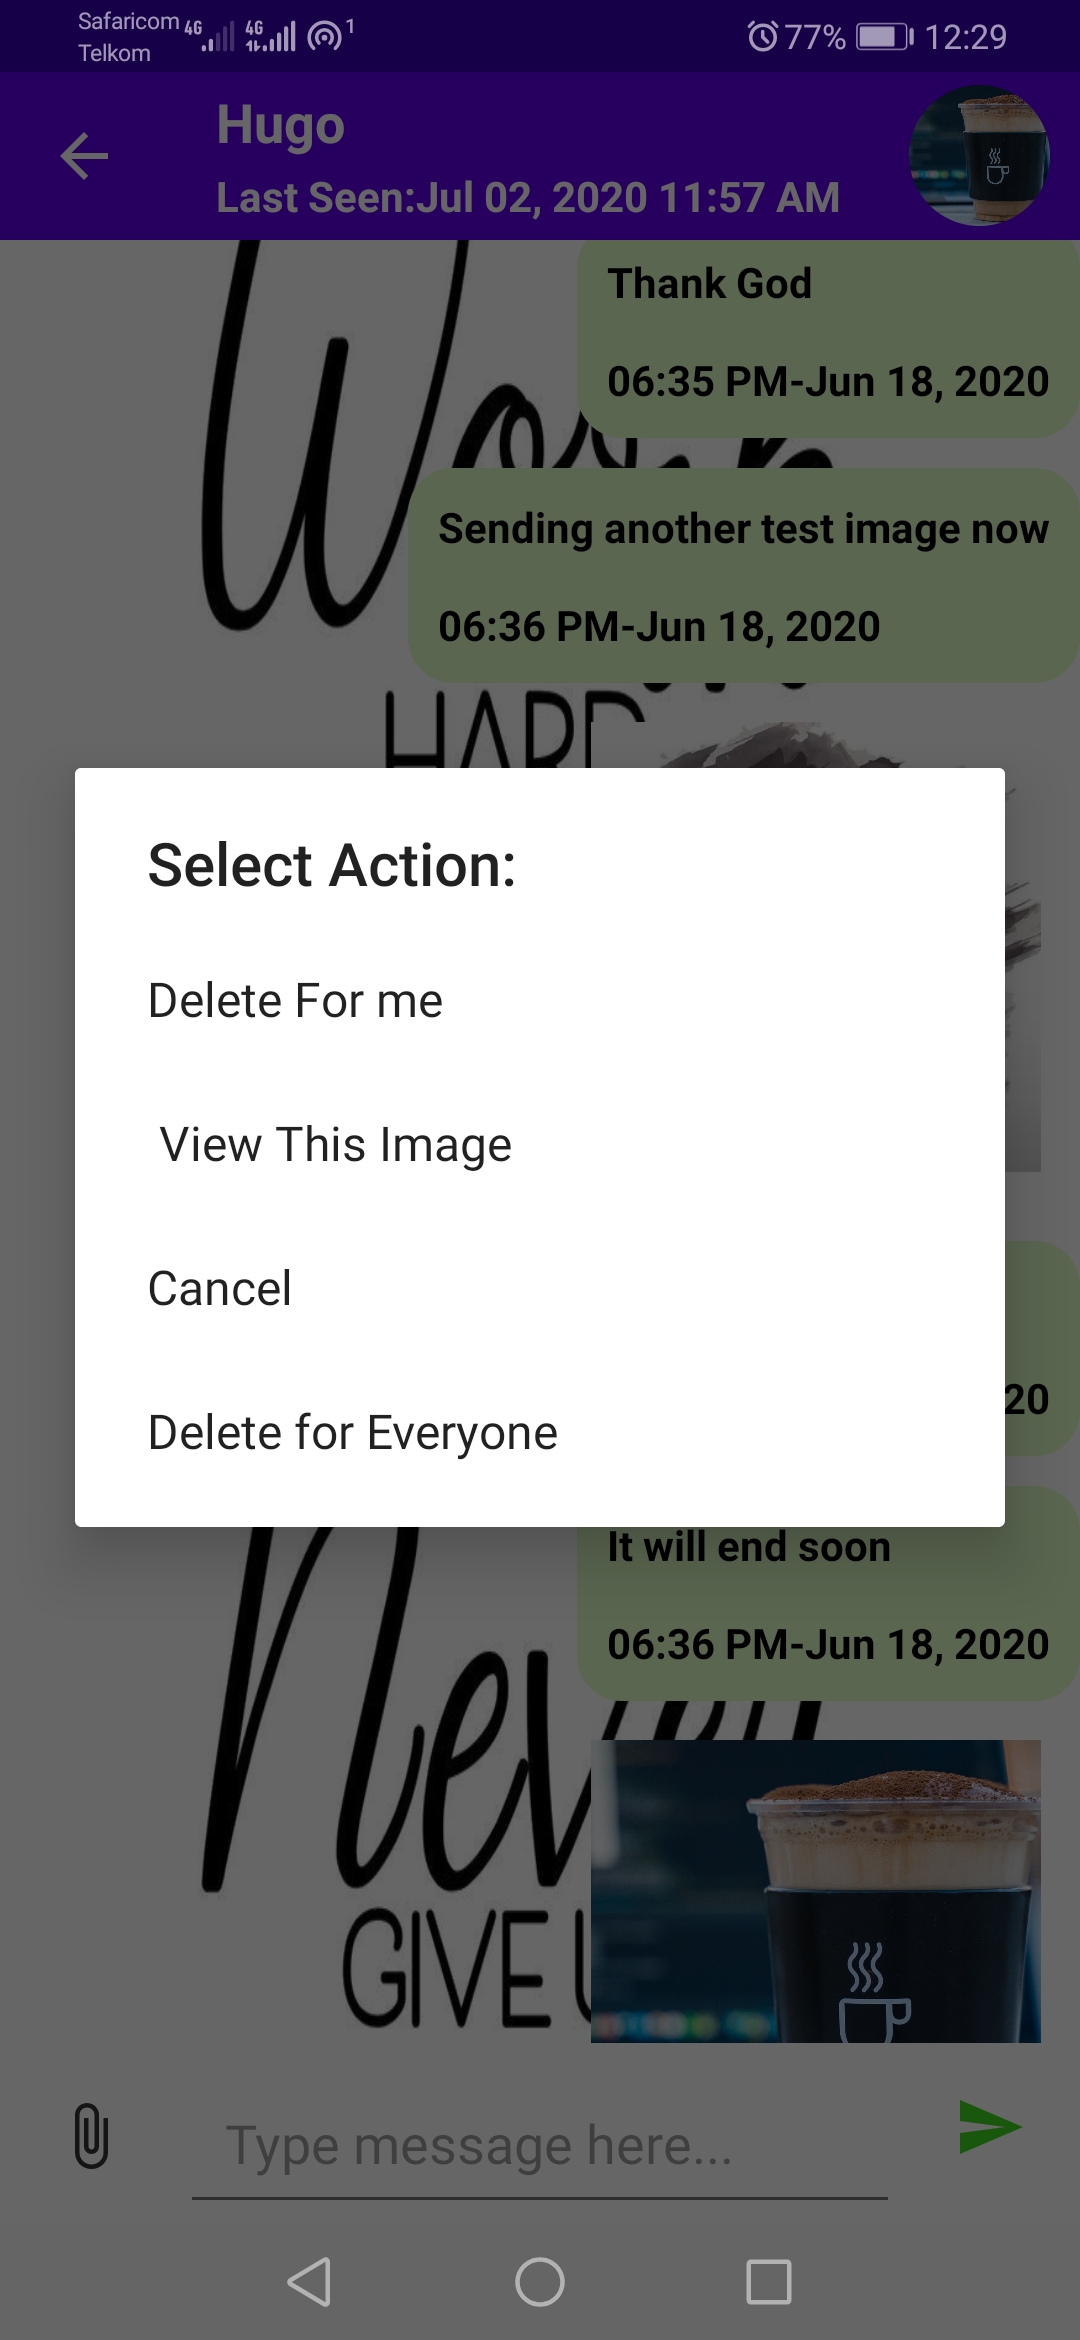 Safaricom 4G 4G 1 77% 12:29
Telkom
Hugo
Last Seen:Jul 02, 2020 11:57 AM
Thank God
06:35 PM-Jun 18, 2020
Sending another test image now
06:36 PM-Jun 18, 2020
HARD
Select Action:
Delete For me
View This Image
Cancel
Delete for Everyone
20
It will end soon
06:36 PM-Jun 18, 2020
GIVE
Type message here...